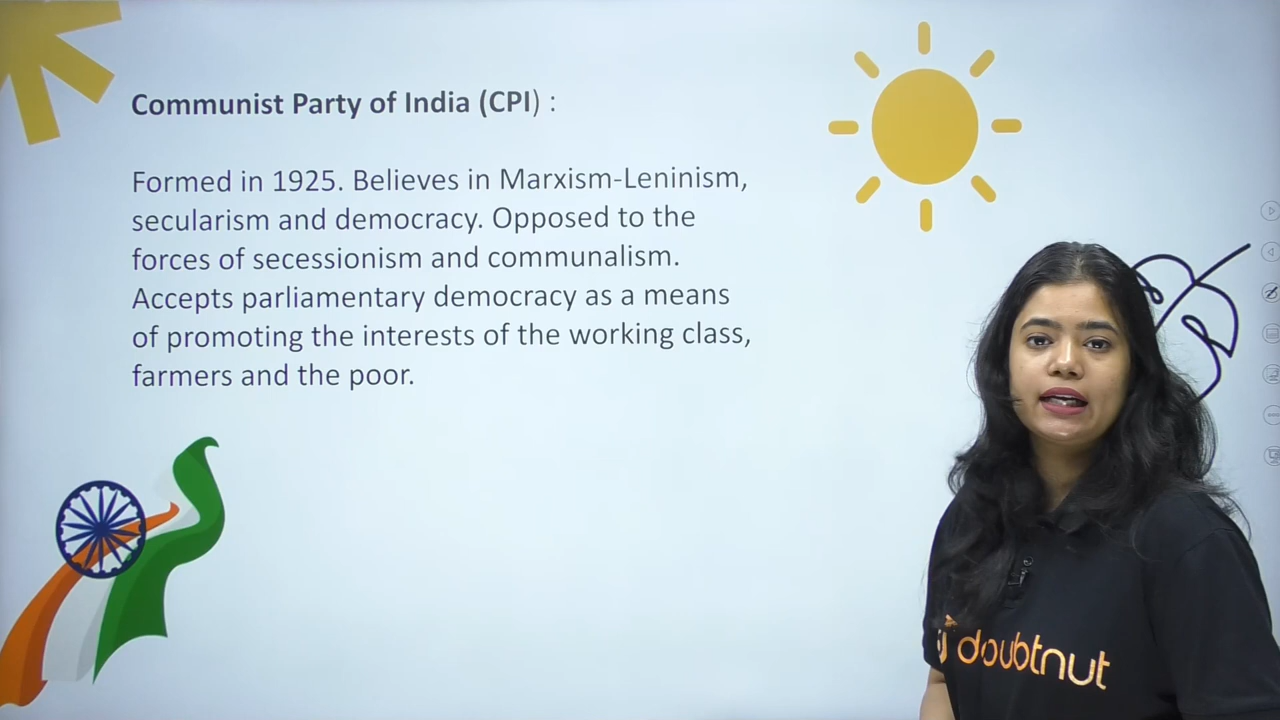 Communist Party of India (CPI) :
Formed in 1925. Believes in Marxism-Leninism,
secularism and democracy. Opposed to the
forces of secessionism and communalism.
Accepts parliamentary democracy as a means
of promoting the interests of the working class,
farmers and the poor.
doubtnut